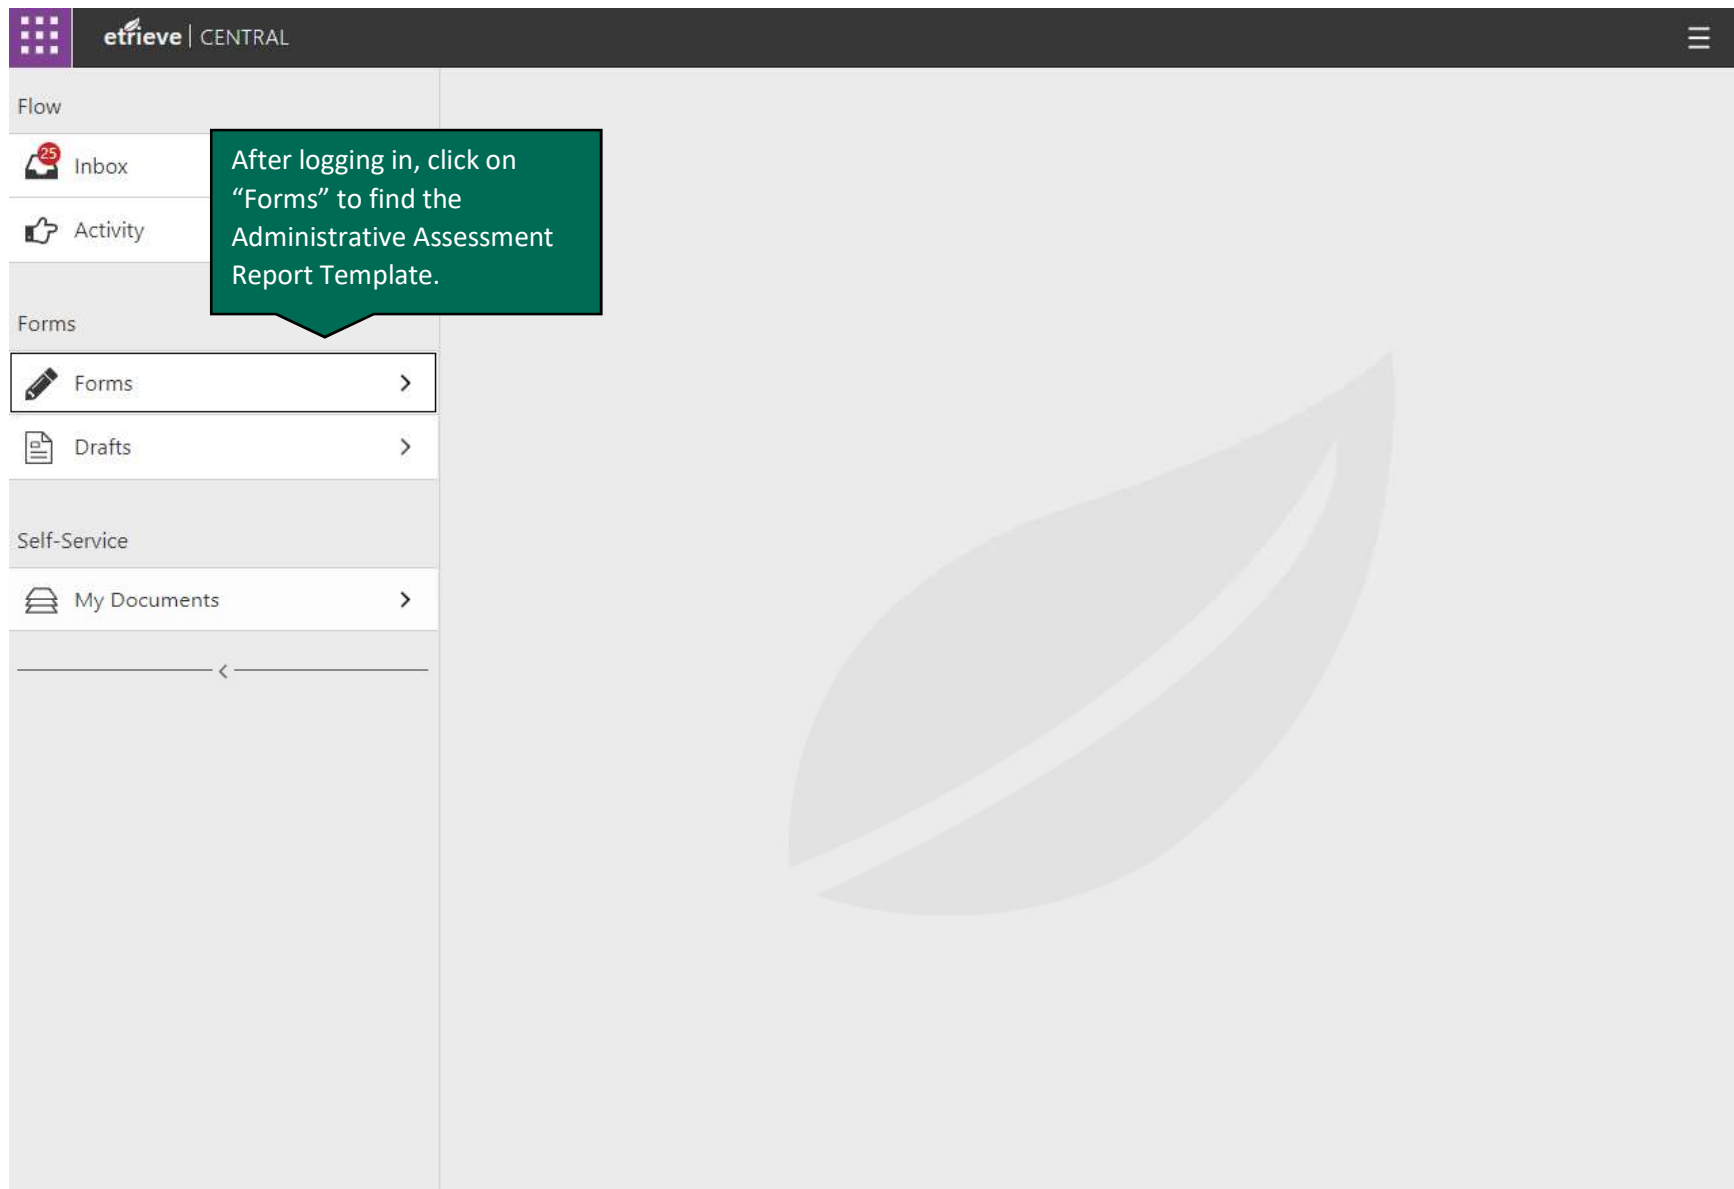 etrieve | CENTRAL
Flow
25
Inbox
Activity
After logging in, click on
“Forms” to find the
Administrative Assessment
Report Template.
Forms
Forms
Drafts
Self-Service
My Documents